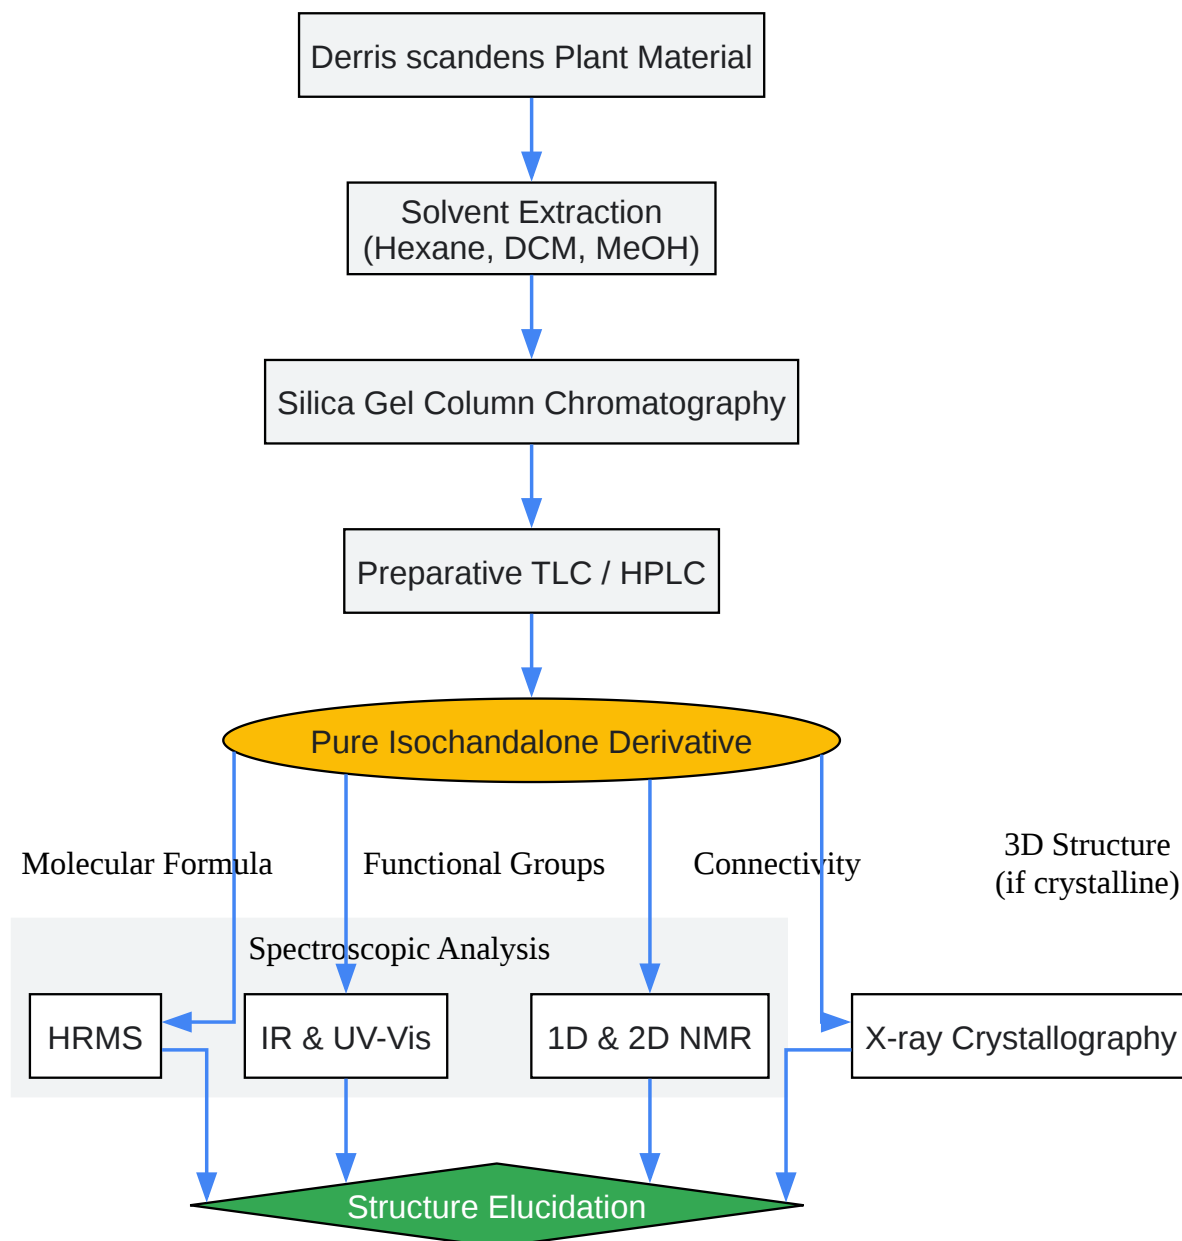 Derris scandens Plant Material
Solvent Extraction
(Hexane, DCM, MeOH)
Silica Gel Column Chromatography
Preparative TLC / HPLC
Pure Isochandalone Derivative
Molecular Formula
Functional Groups
Connectivity
3D Structure
(if crystalline)
Spectroscopic Analysis
HRMS
IR & UV-Vis
1D & 2D NMR
X-ray Crystallography
Structure Elucidation